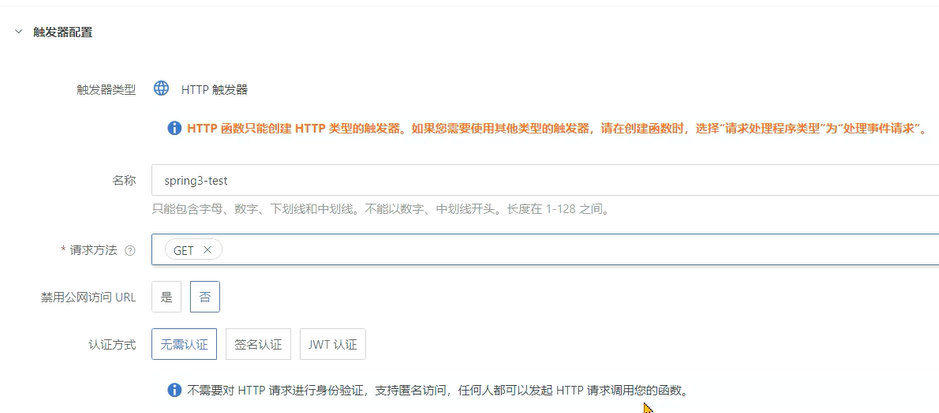 触发器配置
触发器类型 HTTP 触发器
HTTP 函数只能创建 HTTP 类型的触发器。如果您需要使用其他类型的触发器，请在创建函数时，选择“请求处理程序类型”为“处理事件请求”。
名称 spring3-test
只能包含字母、数字、下划线和中划线。不能以数字、中划线开头。长度在 1-128 之间。
* 请求方法 GET
禁用公网访问 URL 是 否
认证方式 无需认证 签名认证 JWT 认证
不需要对 HTTP 请求进行身份验证，支持匿名访问，任何人都可以发起 HTTP 请求调用您的函数。